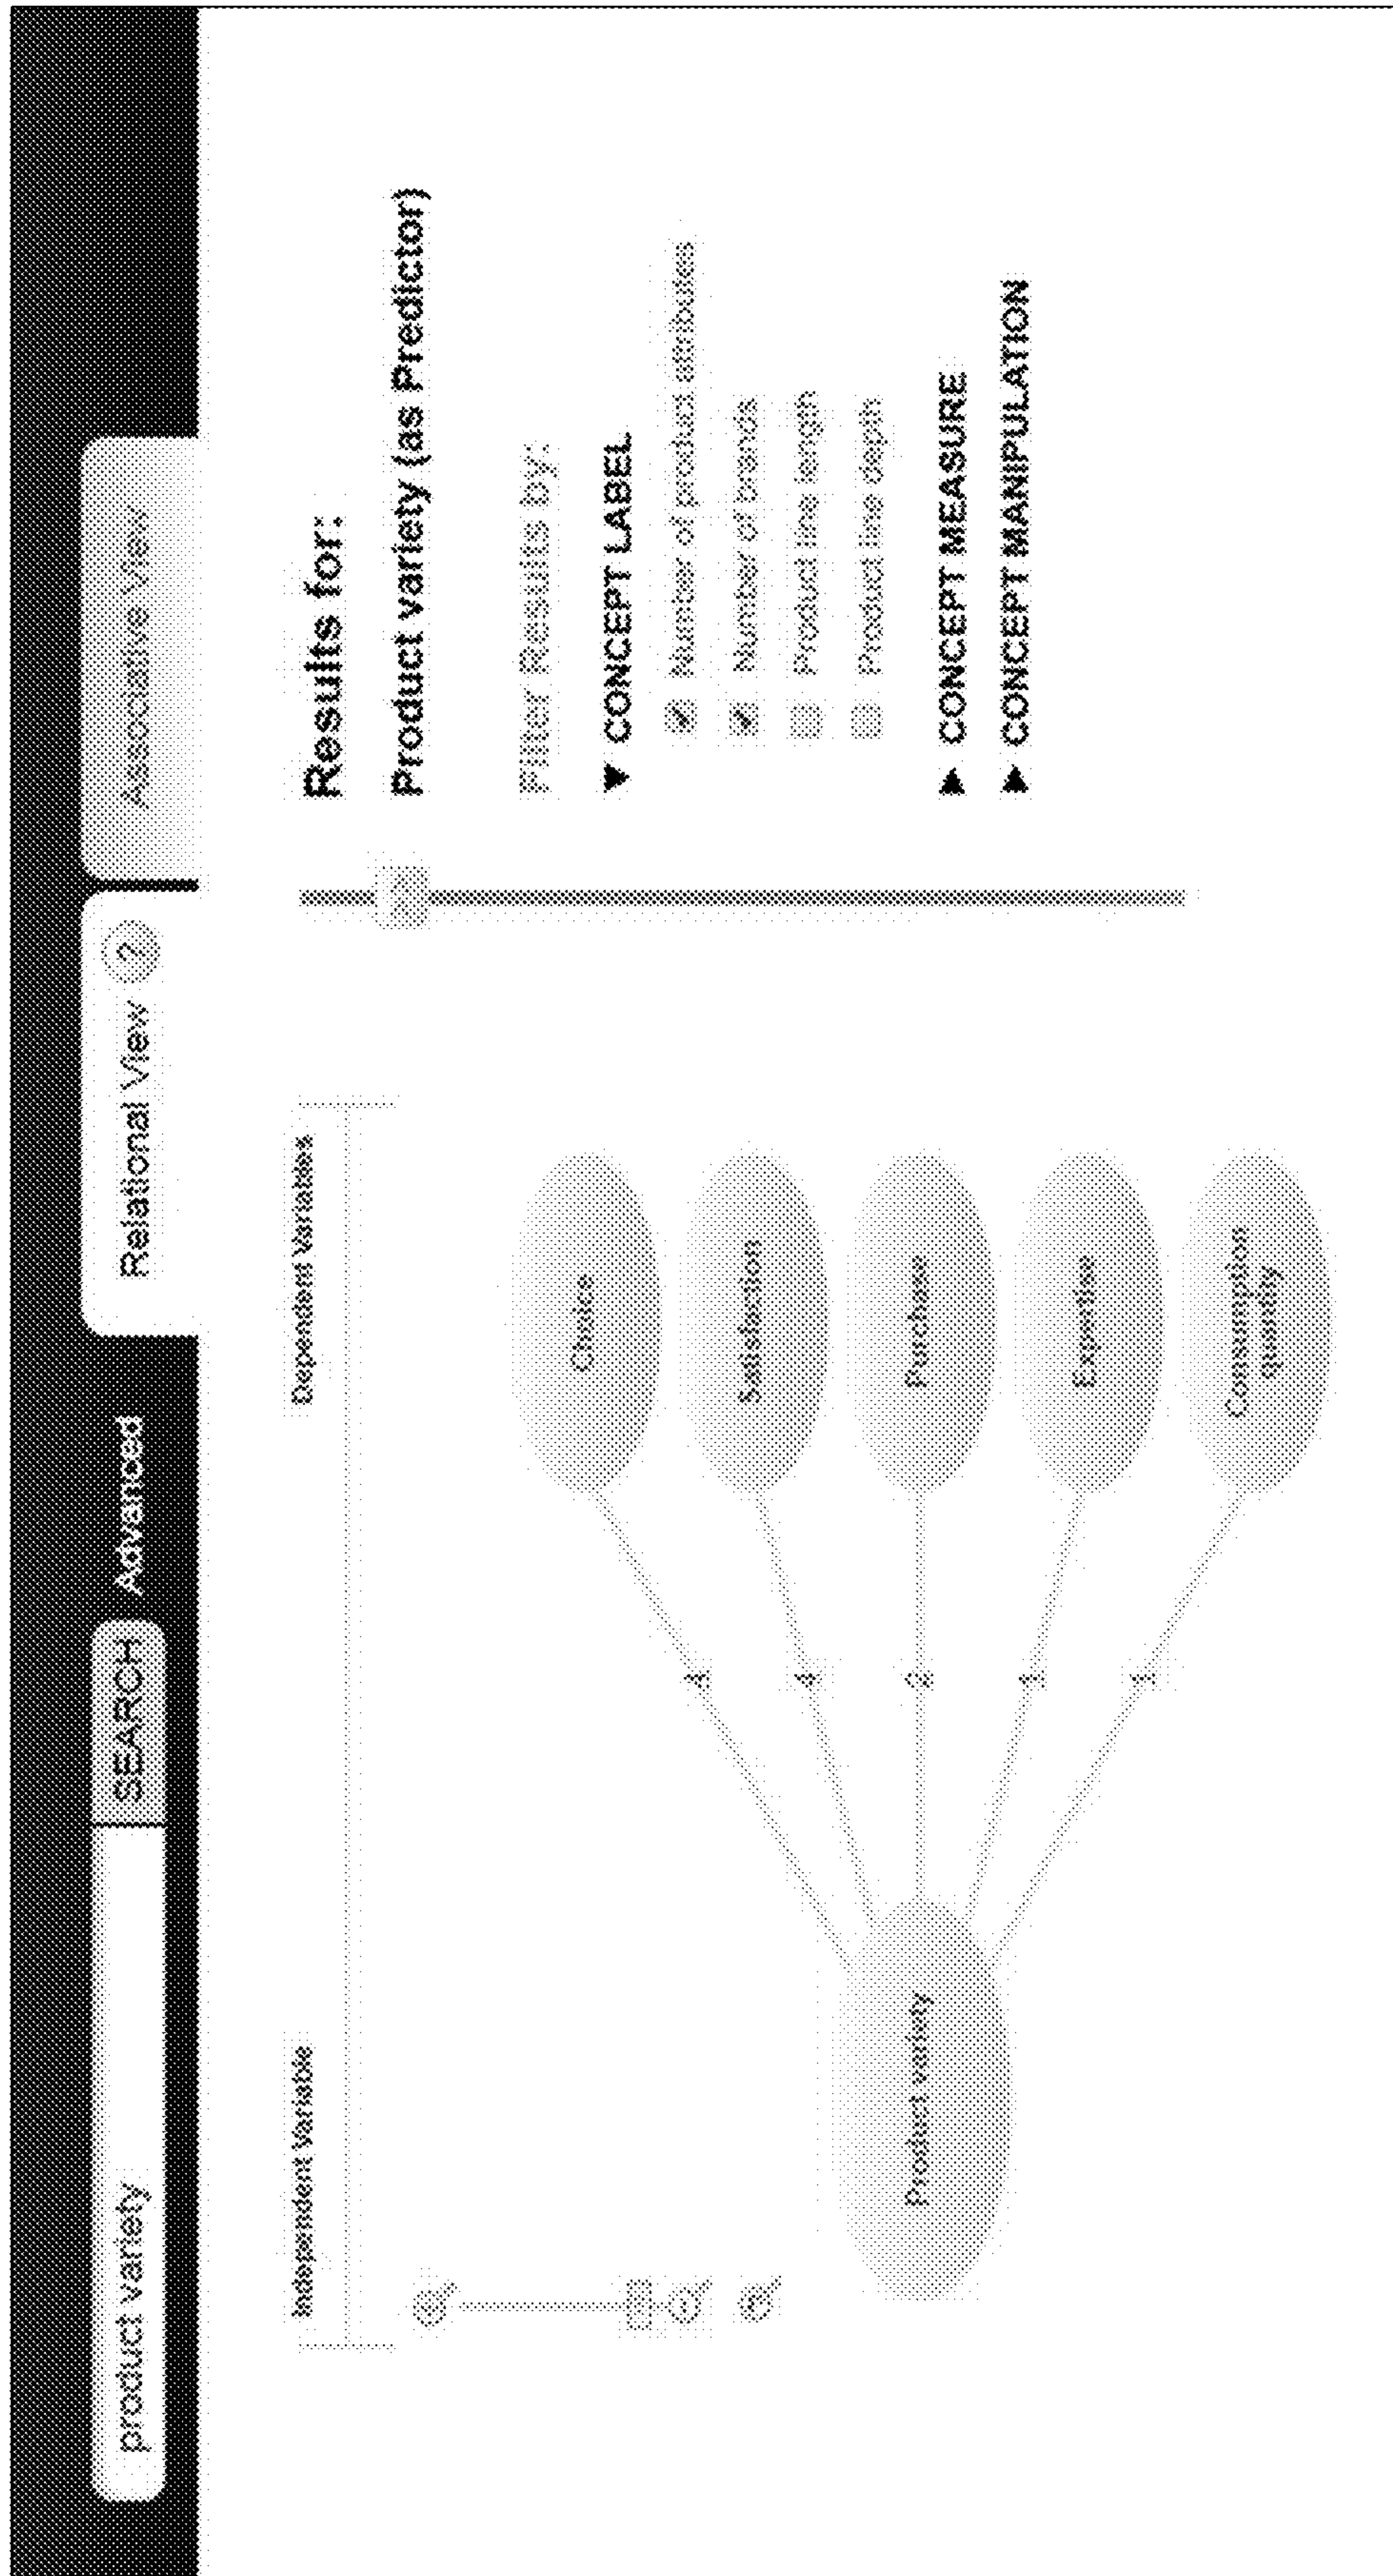 product variety
SEARCH
Advanced
Relational View ?
Associative View
Independent Variable
Dependent Variables
Product variety
4
4
2
1
1
Choice
Satisfaction
Purchase
Expertise
Consumption
quantity
Results for:
Product variety (as Predictor)
Filter Results by:
▼ CONCEPT LABEL
Number of product attributes
Number of brands
Product line length
Product line depth
CONCEPT MEASURE
CONCEPT MANIPULATION